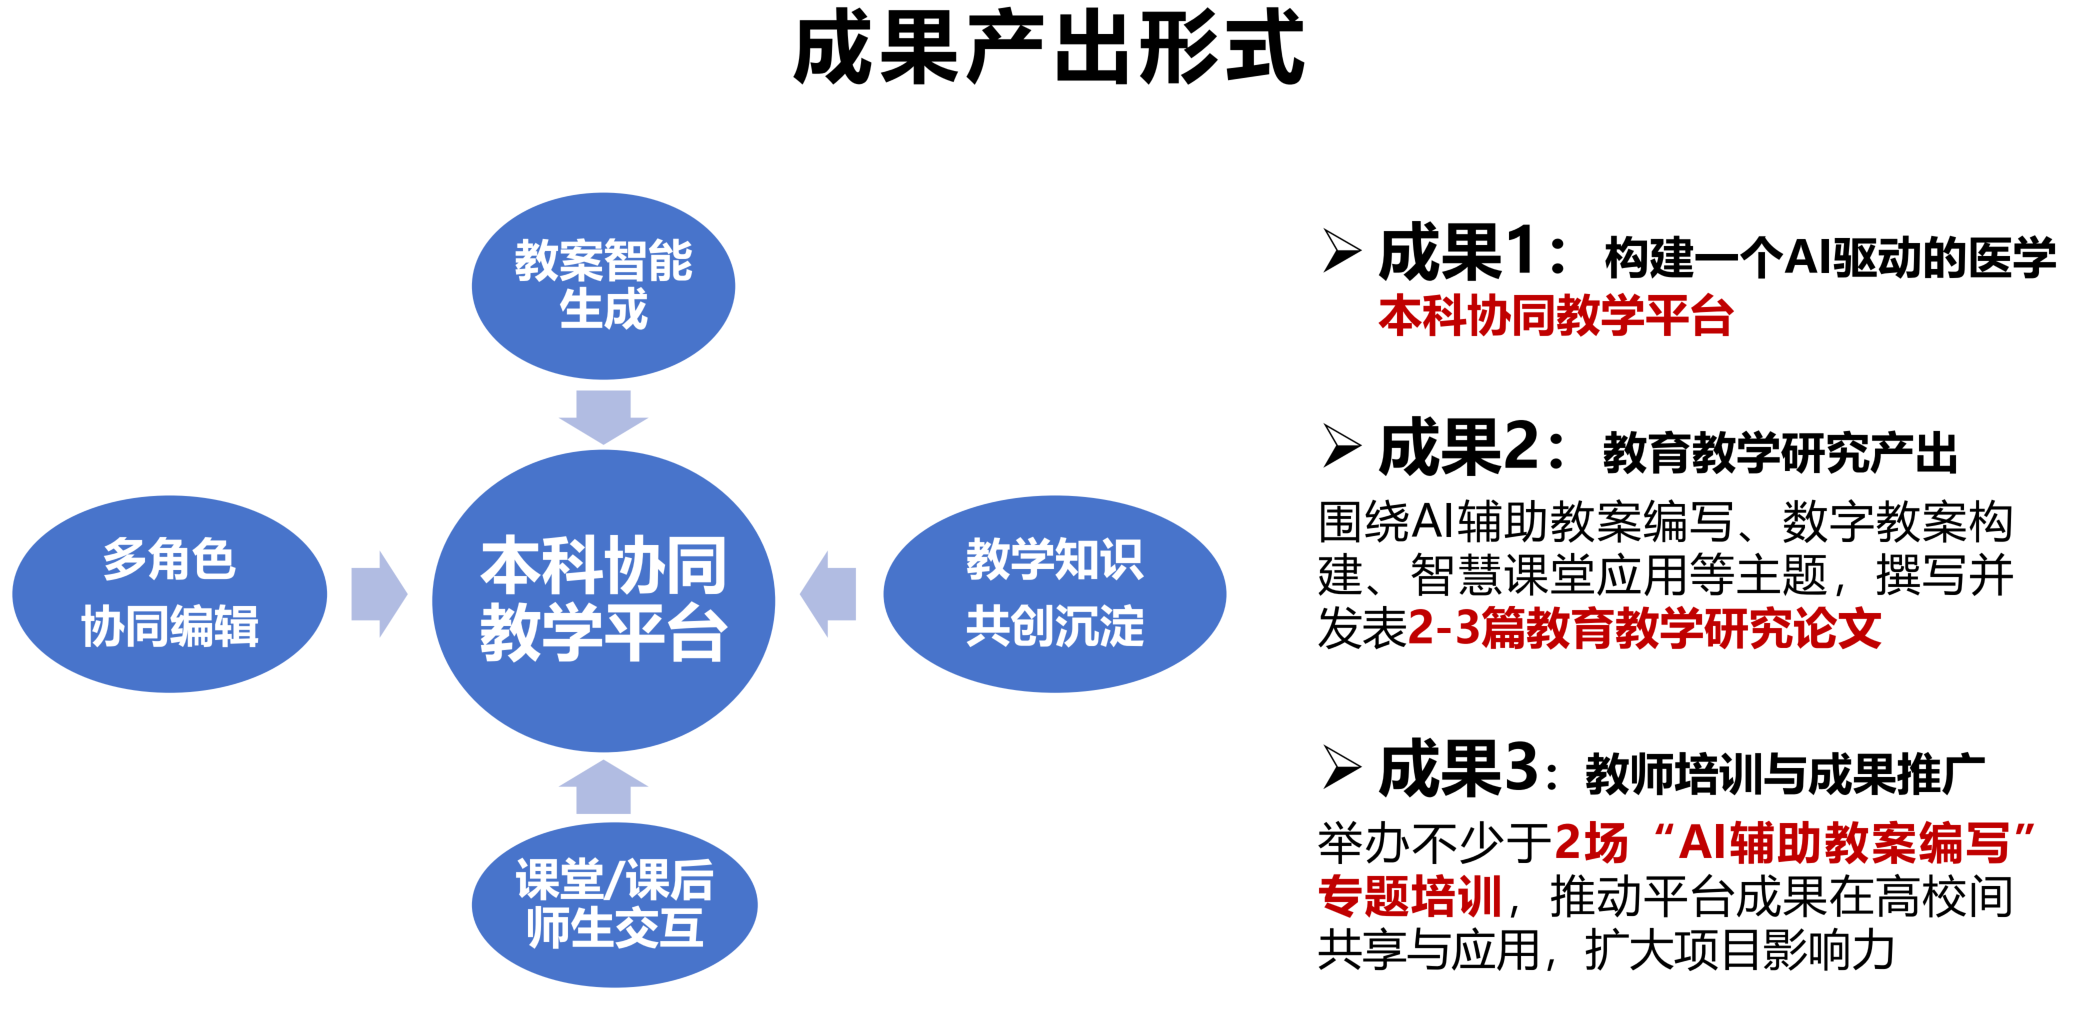 成果产出形式
教案智能
生成
多角色
协同编辑
本科协同
教学平台
教学知识
共创沉淀
课堂/课后
师生交互
成果1：构建一个AI驱动的医学
本科协同教学平台
成果2：教育教学研究产出
围绕AI辅助教案编写、数字教案构
建、智慧课堂应用等主题，撰写并
发表2-3篇教育教学研究论文
成果3：教师培训与成果推广
举办不少于2场“AI辅助教案编写”
专题培训，推动平台成果在高校间
共享与应用，扩大项目影响力